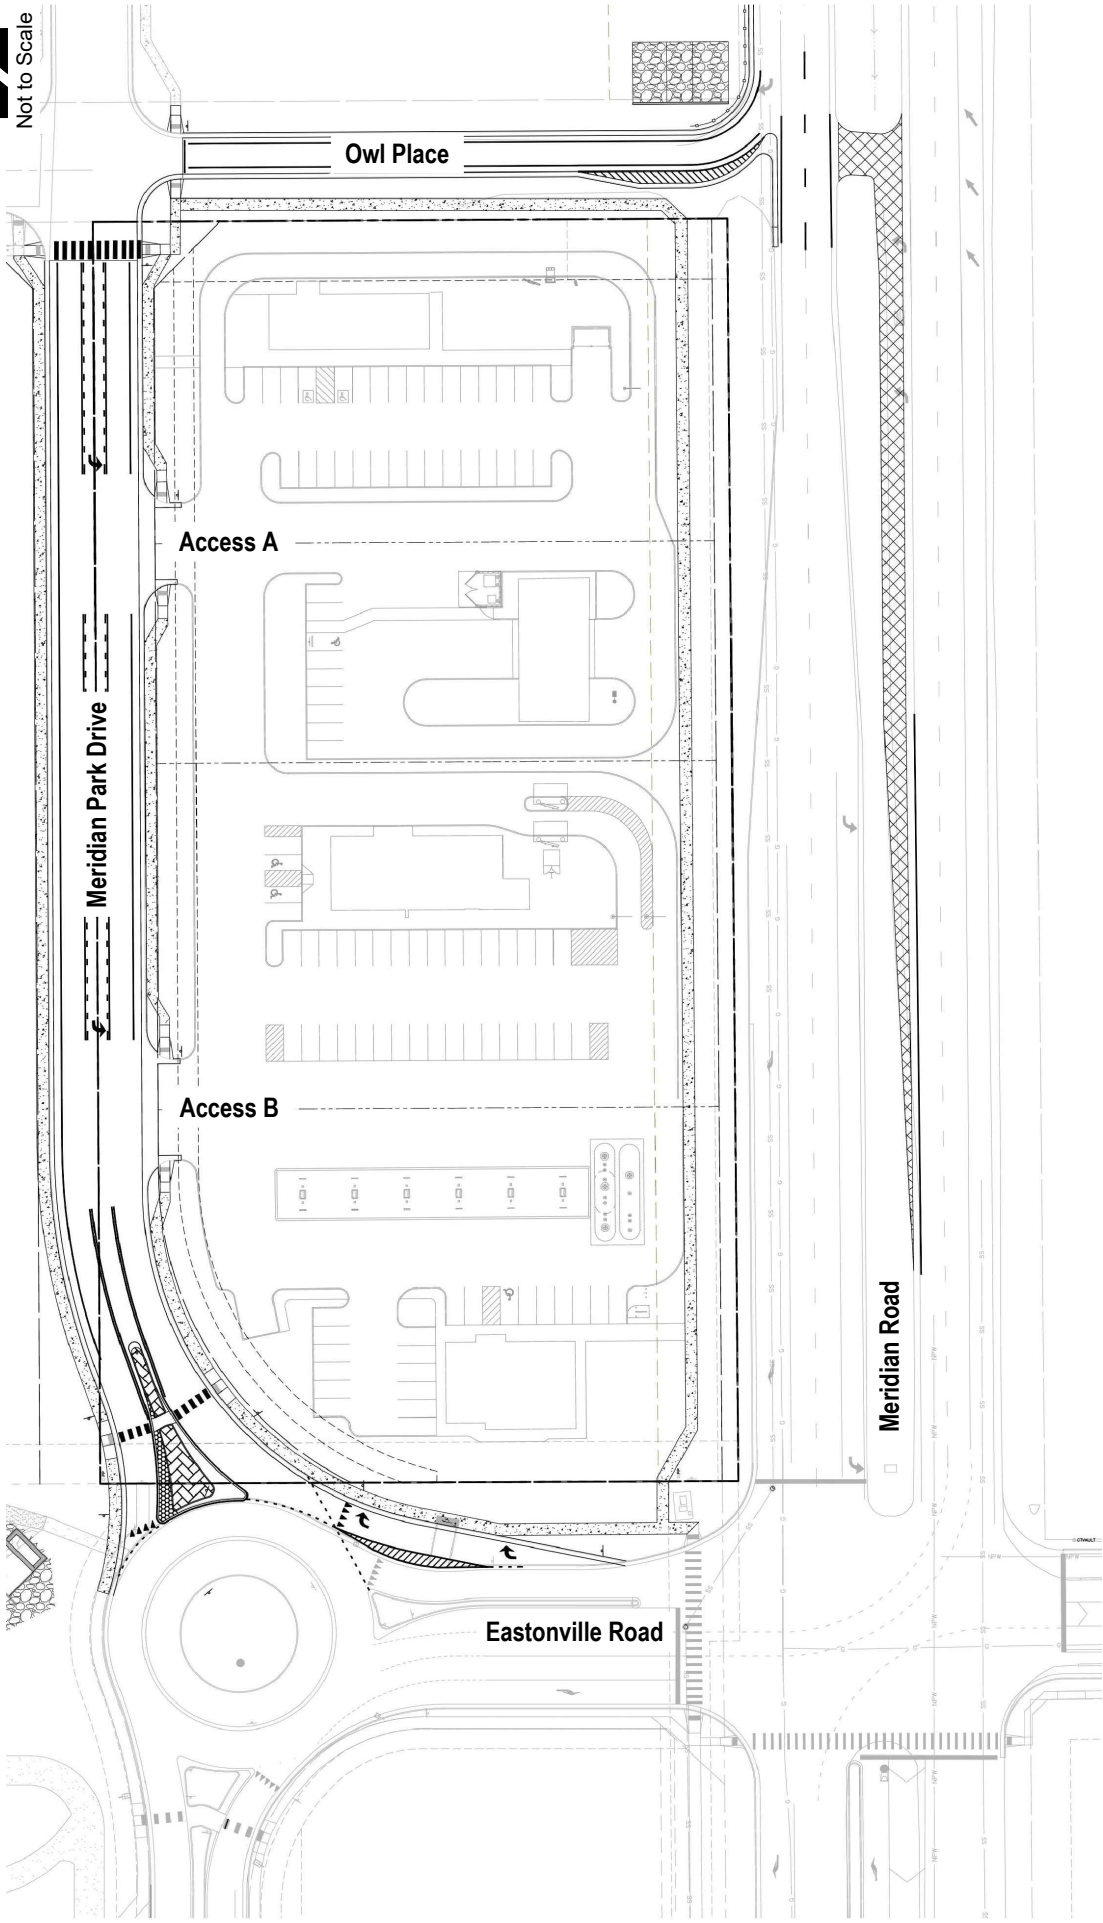 Not to Scale
Owl Place
Access A
Meridian Park Drive
Access B
Meridian Road
Eastonville Road